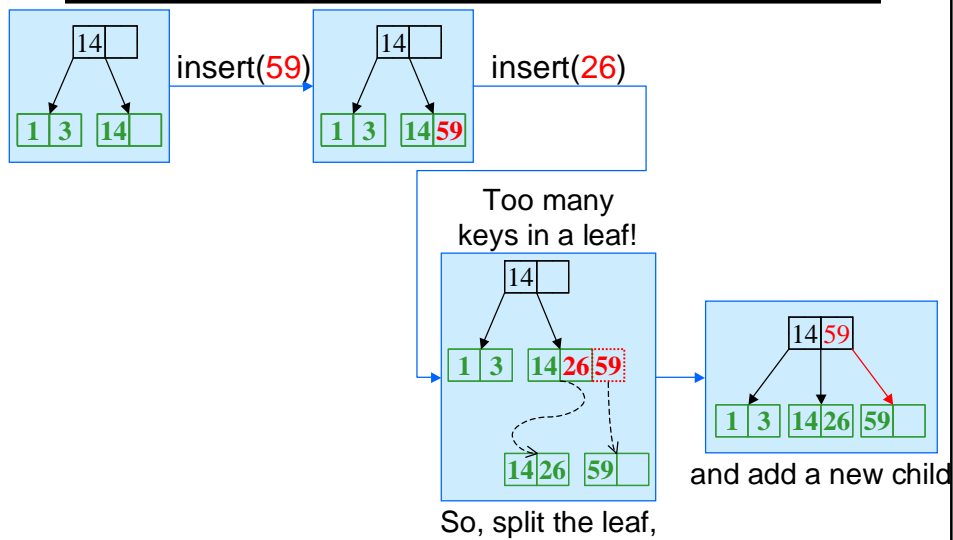 14
insert(59)
1 3 14
14
insert(26)
1 3 14 59
Too many
keys in a leaf!
14
1 3 14 26 59
14 26 59
So, split the leaf,
14 59
1 3 14 26 59
and add a new child